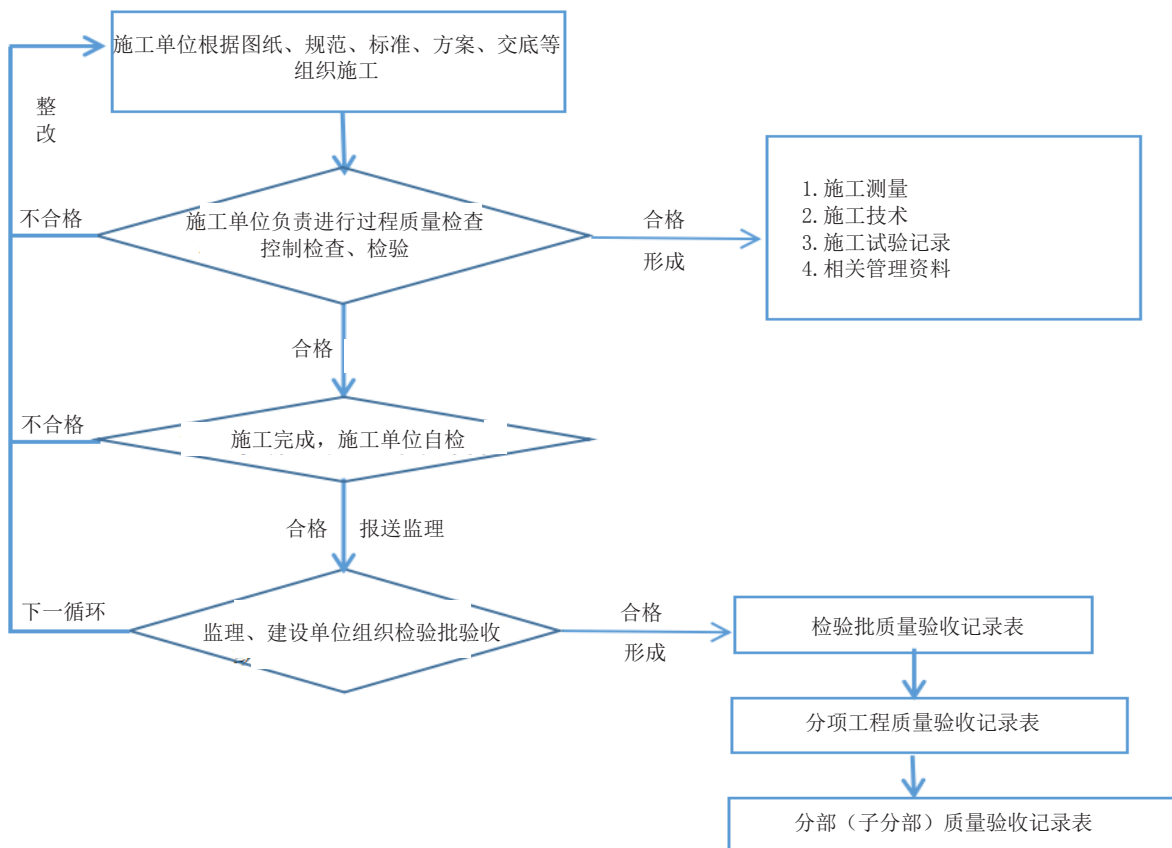 施工单位根据图纸、规范、标准、方案、交底等
组织施工
整
改
不合格
施工单位负责进行过程质量检查
控制检查、检验
合格
形成
1.施工测量
2.施工技术
3.施工试验记录
4.相关管理资料
合格
不合格
施工完成，施工单位自检
合格
报送监理
下一循环
监理、建设单位组织检验批验收
合格
形成
检验批质量验收记录表
分项工程质量验收记录表
分部（子分部）质量验收记录表